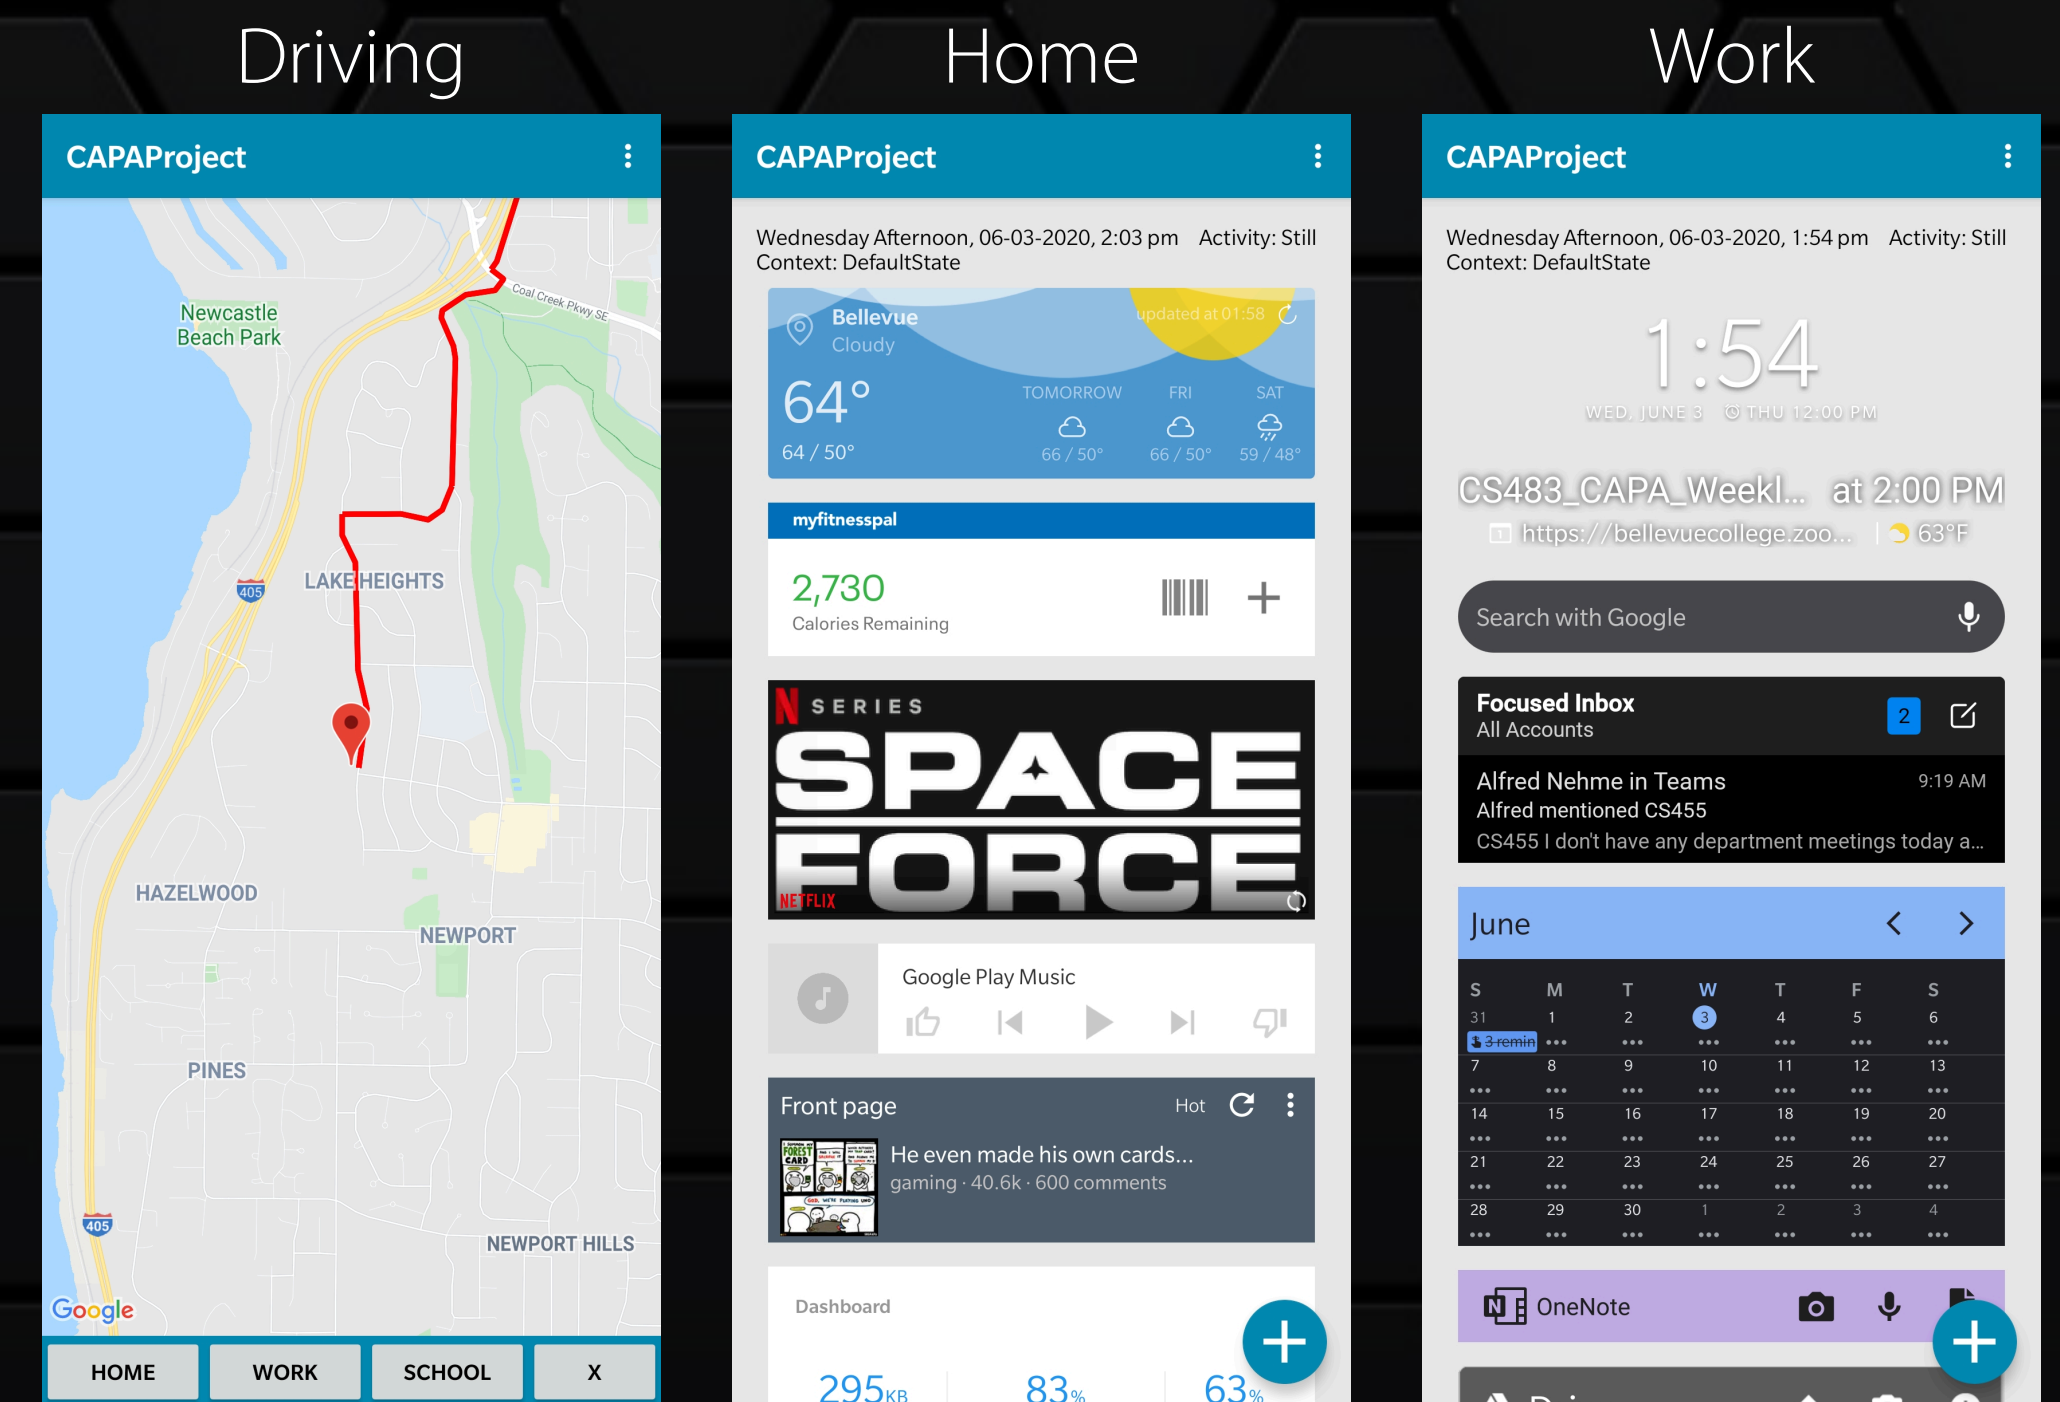 Driving
Home
Work
CAPAProject
Newcastle
Beach Park
Coal Creek Pkwy SE
LAKE HEIGHTS
405
HAZELWOOD
NEWPORT
PINES
405
NEWPORT HILLS
Google
HOME
WORK
SCHOOL
X
CAPAProject
Wednesday Afternoon, 06-03-2020, 2:03 pm Activity: Still
Context: DefaultState
Bellevue
updated at 01:58
Cloudy
64°
64 / 50°
TOMORROW FRI SAT
66 / 50° 66 / 50° 59 / 48°
myfitnesspal
2,730
Calories Remaining
N SERIES
SPACE
FORCE
NETFLIX
Google Play Music
Front page Hot
FOREST
CARD
He even made his own cards...
gaming · 40.6k · 600 comments
Dashboard
295KB 83% 63%
CAPAProject
Wednesday Afternoon, 06-03-2020, 1:54 pm Activity: Still
Context: DefaultState
1:54
WED, JUNE 3 THU 12:00 PM
CS483_CAPA_Weekl... at 2:00 PM
1 https://bellevuecollege.zoo... | 63°F
Search with Google
Focused Inbox
All Accounts
2
Alfred Nehme in Teams 9:19 AM
Alfred mentioned CS455
CS455 I don't have any department meetings today a...
June
S M T W T F S
31 1 2 3 4 5 6
3 remin
7 8 9 10 11 12 13
14 15 16 17 18 19 20
21 22 23 24 25 26 27
28 29 30 1 2 3 4
N OneNote